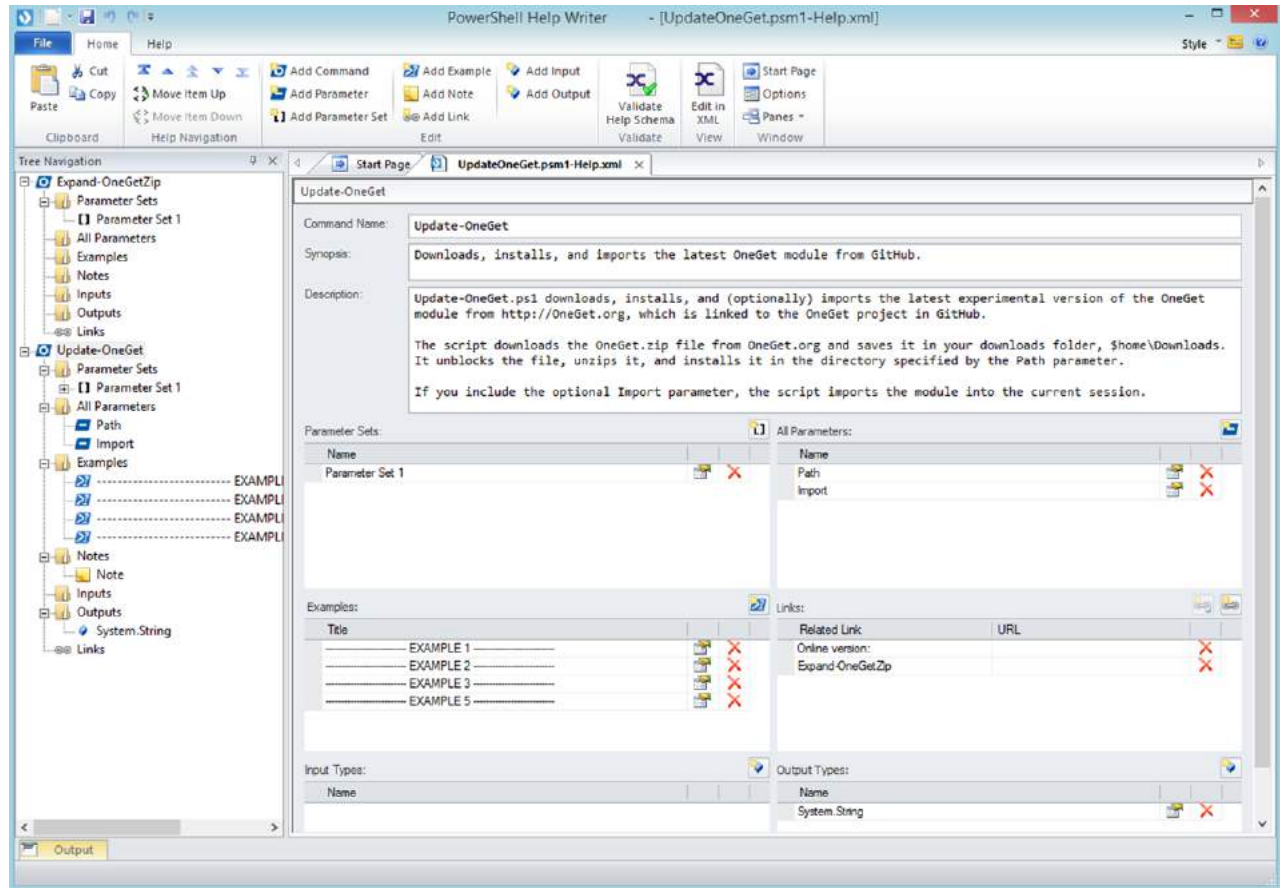 PowerShell Help Writer - [UpdateOneGet.psm1-Help.xml]
File Home Help Style
Paste
Cut
Copy
Clipboard
Move Item Up
Move Item Down
Help Navigation
Add Command
Add Parameter
Add Parameter Set
Add Example
Add Note
Add Link
Add Input
Add Output
Edit
Validate
Help Schema
Validate
Edit in
XML
View
Start Page
Options
Panes
Window
Tree Navigation
Expand-OneGetZip
Parameter Sets
Parameter Set 1
All Parameters
Examples
Notes
Inputs
Outputs
Links
Update-OneGet
Parameter Sets
Parameter Set 1
All Parameters
Path
Import
Examples
-------------------------- EXAMPL
-------------------------- EXAMPL
-------------------------- EXAMPL
-------------------------- EXAMPL
Notes
Note
Inputs
Outputs
System.String
Links
Start Page
UpdateOneGet.psm1-Help.xml
Update-OneGet
Command Name: Update-OneGet
Synopsis: Downloads, installs, and imports the latest OneGet module from GitHub.
Description: Update-OneGet.ps1 downloads, installs, and (optionally) imports the latest experimental version of the OneGet
module from http://OneGet.org, which is linked to the OneGet project in GitHub.
The script downloads the OneGet.zip file from OneGet.org and saves it in your downloads folder, $home\Downloads.
It unblocks the file, unzips it, and installs it in the directory specified by the Path parameter.
If you include the optional Import parameter, the script imports the module into the current session.
Parameter Sets:
Name
Parameter Set 1
All Parameters:
Name
Path
Import
Examples:
Title
-------------------------- EXAMPLE 1 --------------------------
-------------------------- EXAMPLE 2 --------------------------
-------------------------- EXAMPLE 3 --------------------------
-------------------------- EXAMPLE 5 --------------------------
Links:
Related Link URL
Online version:
Expand-OneGetZip
Input Types:
Name
Output Types:
Name
System.String
Output